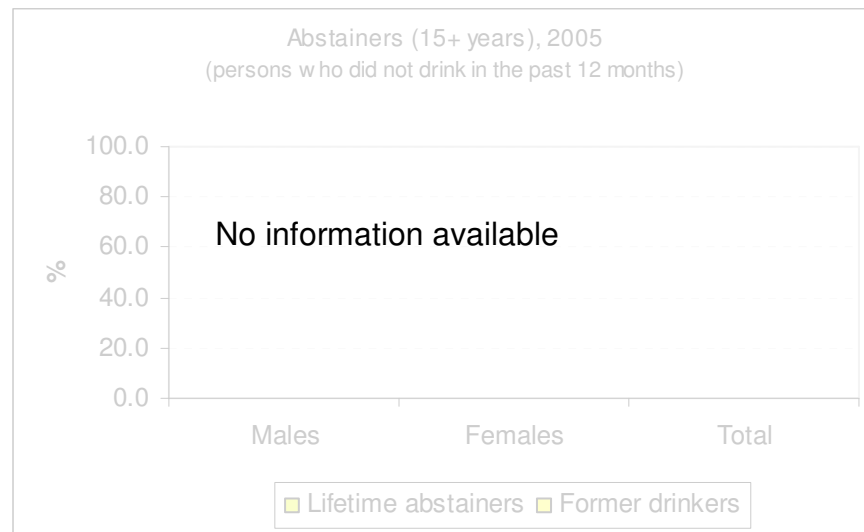 Abstainers (15+ years), 2005
(persons who did not drink in the past 12 months)
100.0
80.0
No information available
60.0
%
40.0
20.0
0.0
Males Females Total
Lifetime abstainers Former drinkers